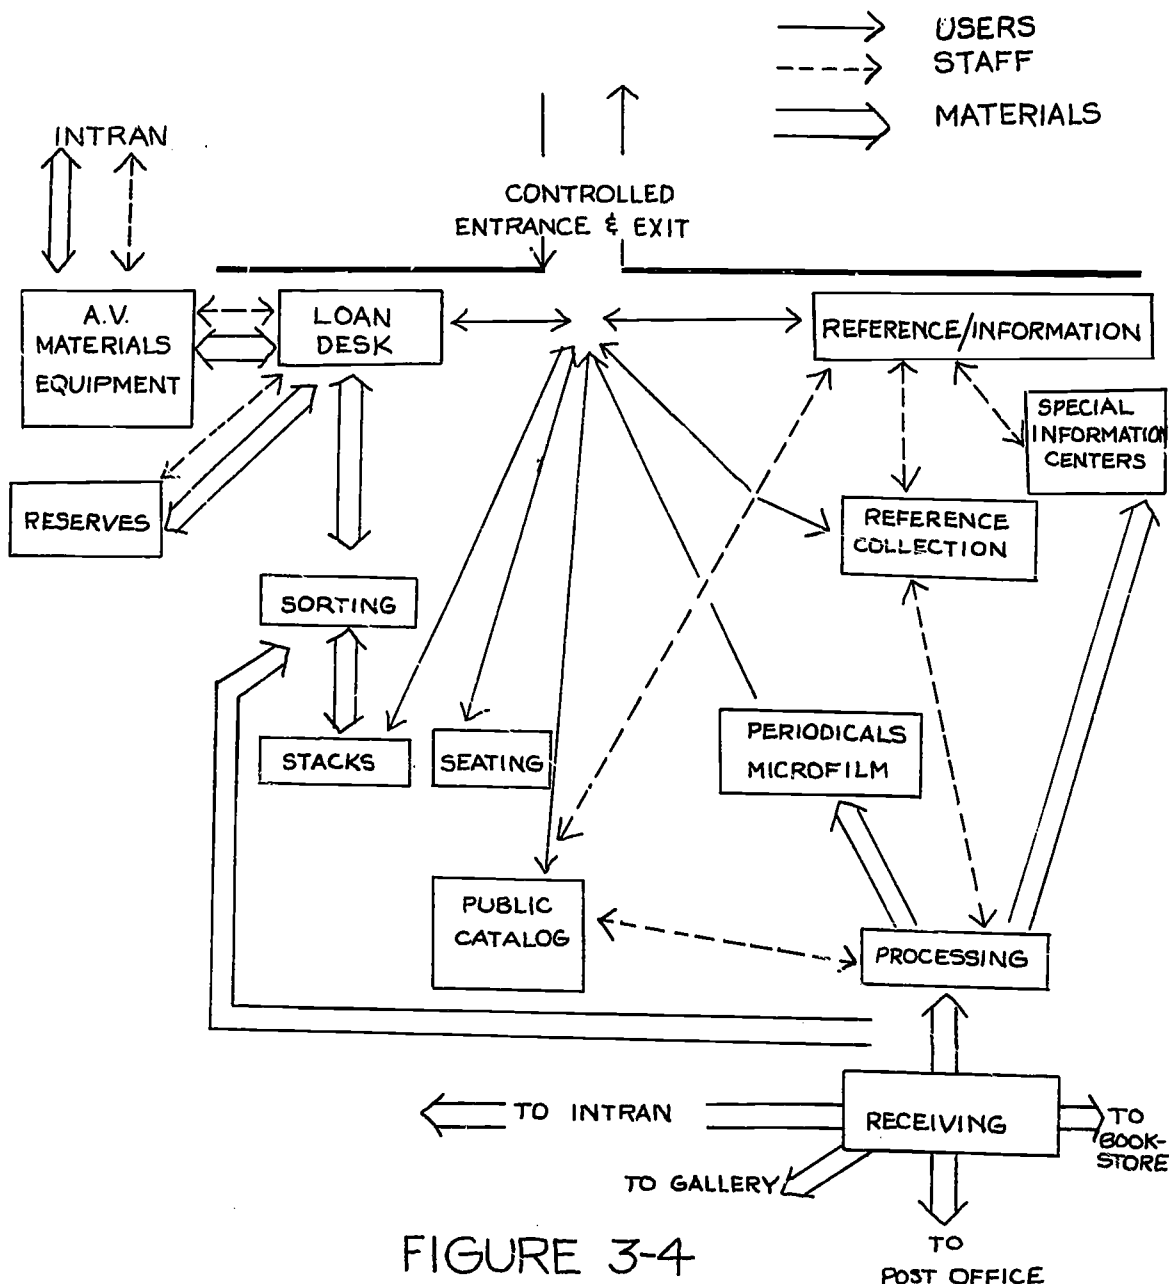 USERS
STAFF
MATERIALS
INTRAN
CONTROLLED
ENTRANCE & EXIT
A.V.
MATERIALS
EQUIPMENT
LOAN
DESK
REFERENCE/INFORMATION
SPECIAL
INFORMATION
CENTERS
RESERVES
REFERENCE
COLLECTION
SORTING
STACKS
SEATING
PERIODICALS
MICROFILM
PUBLIC
CATALOG
PROCESSING
TO INTRAN
RECEIVING
TO
BOOK-
STORE
TO GALLERY
TO
POST OFFICE
FIGURE 3-4